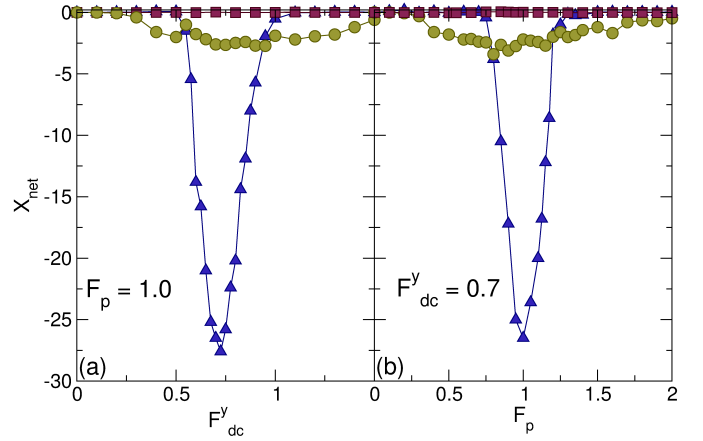 0
-5
-10
-15
-20
-25
-30
X_net
F_p = 1.0
F^y_dc = 0.7
(a)
(b)
0 0.5 1 0 0.5 1 1.5 2
F^y_dc
F_p